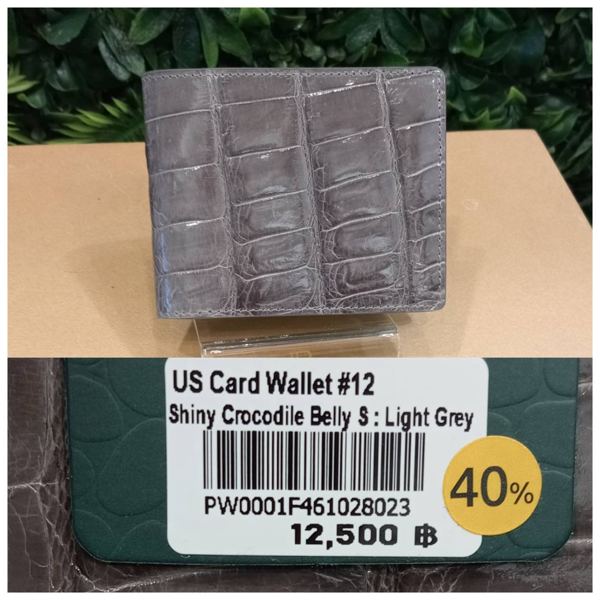 US Card Wallet #12
Shiny Crocodile Belly S : Light Grey
PW0001F461028023
12,500 ฿
40%